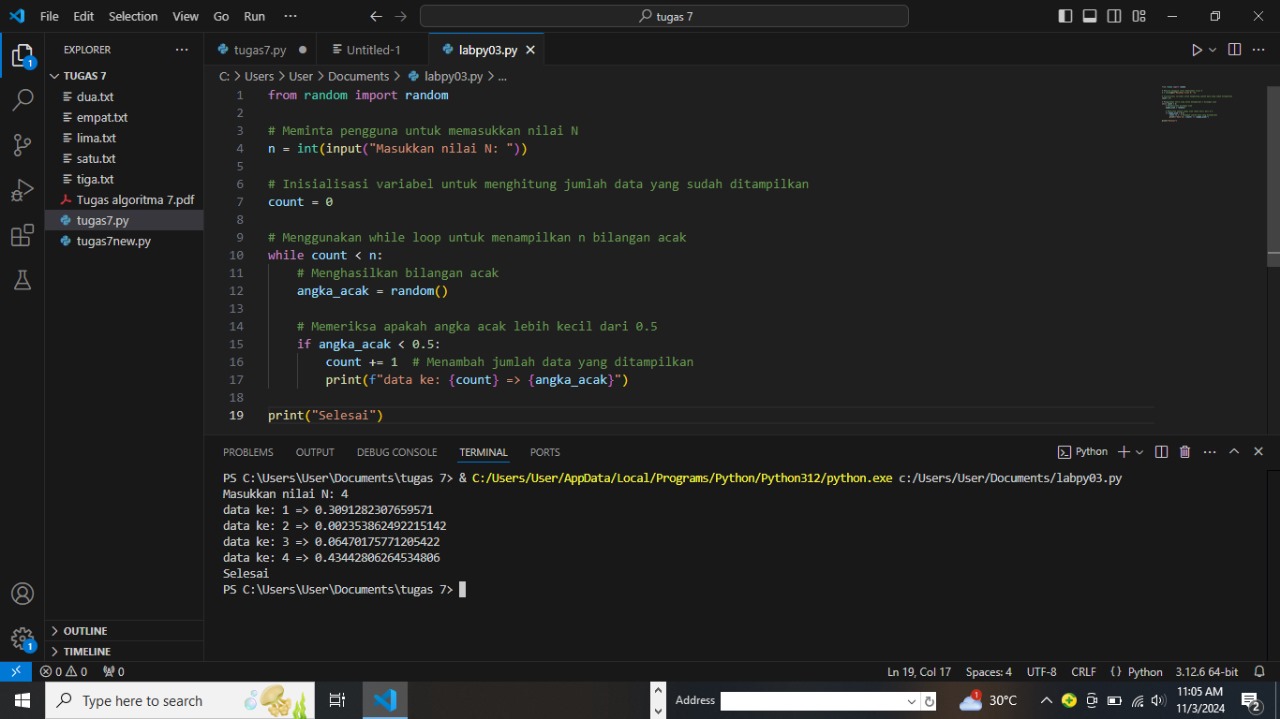 File Edit Selection View Go Run ···
tugas 7
EXPLORER ···
TUGAS 7
dua.txt
empat.txt
lima.txt
satu.txt
tiga.txt
Tugas algoritma 7.pdf
tugas7.py
tugas7new.py
OUTLINE
TIMELINE
1
1
tugas7.py ● Untitled-1 labpy03.py ×
C: > Users > User > Documents > labpy03.py > ...
1 from random import random
2
3 # Meminta pengguna untuk memasukkan nilai N
4 n = int(input("Masukkan nilai N: "))
5
6 # Inisialisasi variabel untuk menghitung jumlah data yang sudah ditampilkan
7 count = 0
8
9 # Menggunakan while loop untuk menampilkan n bilangan acak
10 while count < n:
11     # Menghasilkan bilangan acak
12     angka_acak = random()
13
14     # Memeriksa apakah angka acak lebih kecil dari 0.5
15     if angka_acak < 0.5:
16         count += 1  # Menambah jumlah data yang ditampilkan
17         print(f"data ke: {count} => {angka_acak}")
18
19 print("Selesai")
PROBLEMS OUTPUT DEBUG CONSOLE TERMINAL PORTS
Python
PS C:\Users\User\Documents\tugas 7> & C:/Users/User/AppData/Local/Programs/Python/Python312/python.exe c:/Users/User/Documents/labpy03.py
Masukkan nilai N: 4
data ke: 1 => 0.3091282307659571
data ke: 2 => 0.002353862492215142
data ke: 3 => 0.06470175771205422
data ke: 4 => 0.43442806264534806
Selesai
PS C:\Users\User\Documents\tugas 7>
0 0 0
Ln 19, Col 17 Spaces: 4 UTF-8 CRLF {} Python 3.12.6 64-bit
Type here to search
Address
1
30°C
11:05 AM
11/3/2024
2